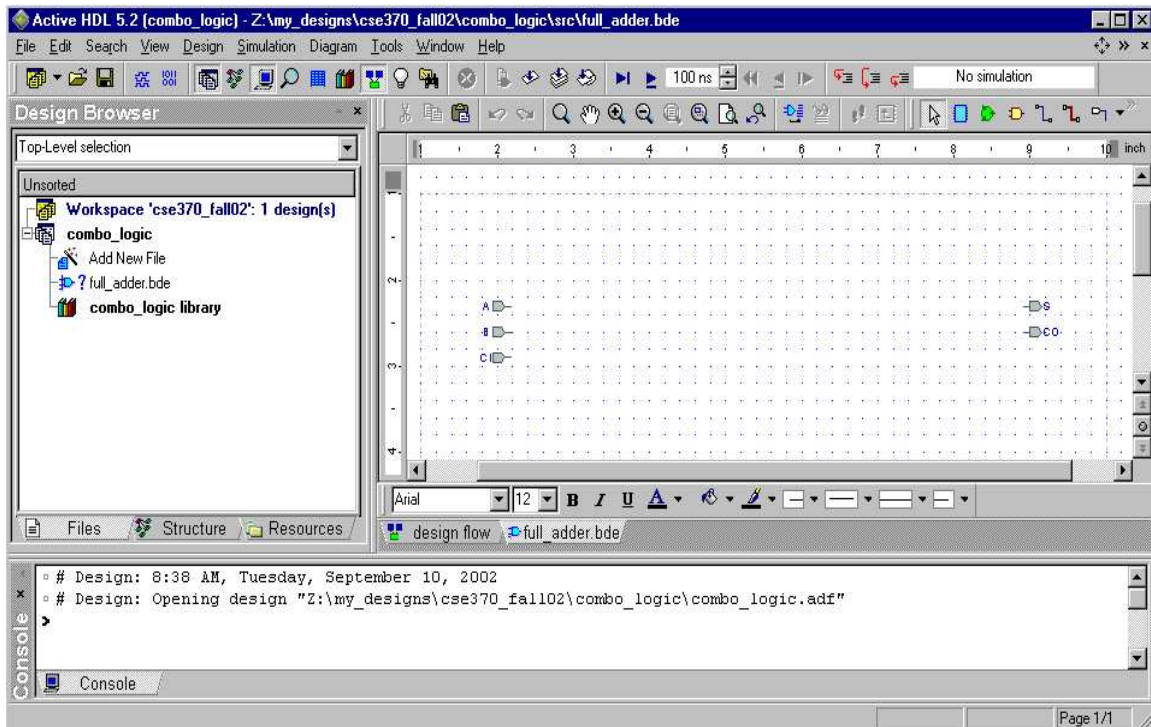 Active HDL 5.2 (combo_logic) - Z:\my_designs\cse370_fall02\combo_logic\src\full_adder.bde
File Edit Search View Design Simulation Diagram Tools Window Help
100 ns No simulation
Design Browser
Top-Level selection
Unsorted
Workspace 'cse370_fall02': 1 design(s)
combo_logic
Add New File
? full_adder.bde
combo_logic library
Files Structure Resources
1 2 3 4 5 6 7 8 9 10 inch
1
2
3
4
A
B
CI
S
CO
Arial 12 B I U A
design flow full_adder.bde
# Design: 8:38 AM, Tuesday, September 10, 2002
# Design: Opening design "Z:\my_designs\cse370_fall02\combo_logic\combo_logic.adf"
>
Console
Console
Page 1/1